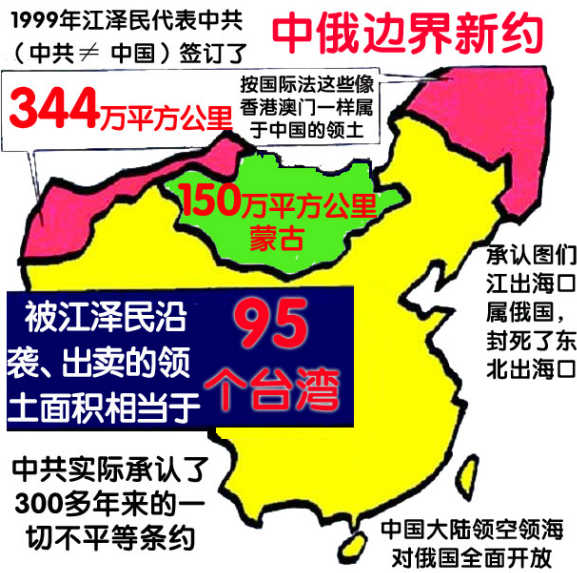 1999年江泽民代表中共
（中共≠ 中国）签订了
中俄边界新约
344万平方公里
按国际法这些像
香港澳门一样属
于中国的领土
150万平方公里
蒙古
承认图们
江出海口
属俄国，
封死了东
北出海口
被江泽民沿
袭、出卖的领
土面积相当于
95
个台湾
中共实际承认了
300多年来的一
切不平等条约
中国大陆领空领海
对俄国全面开放